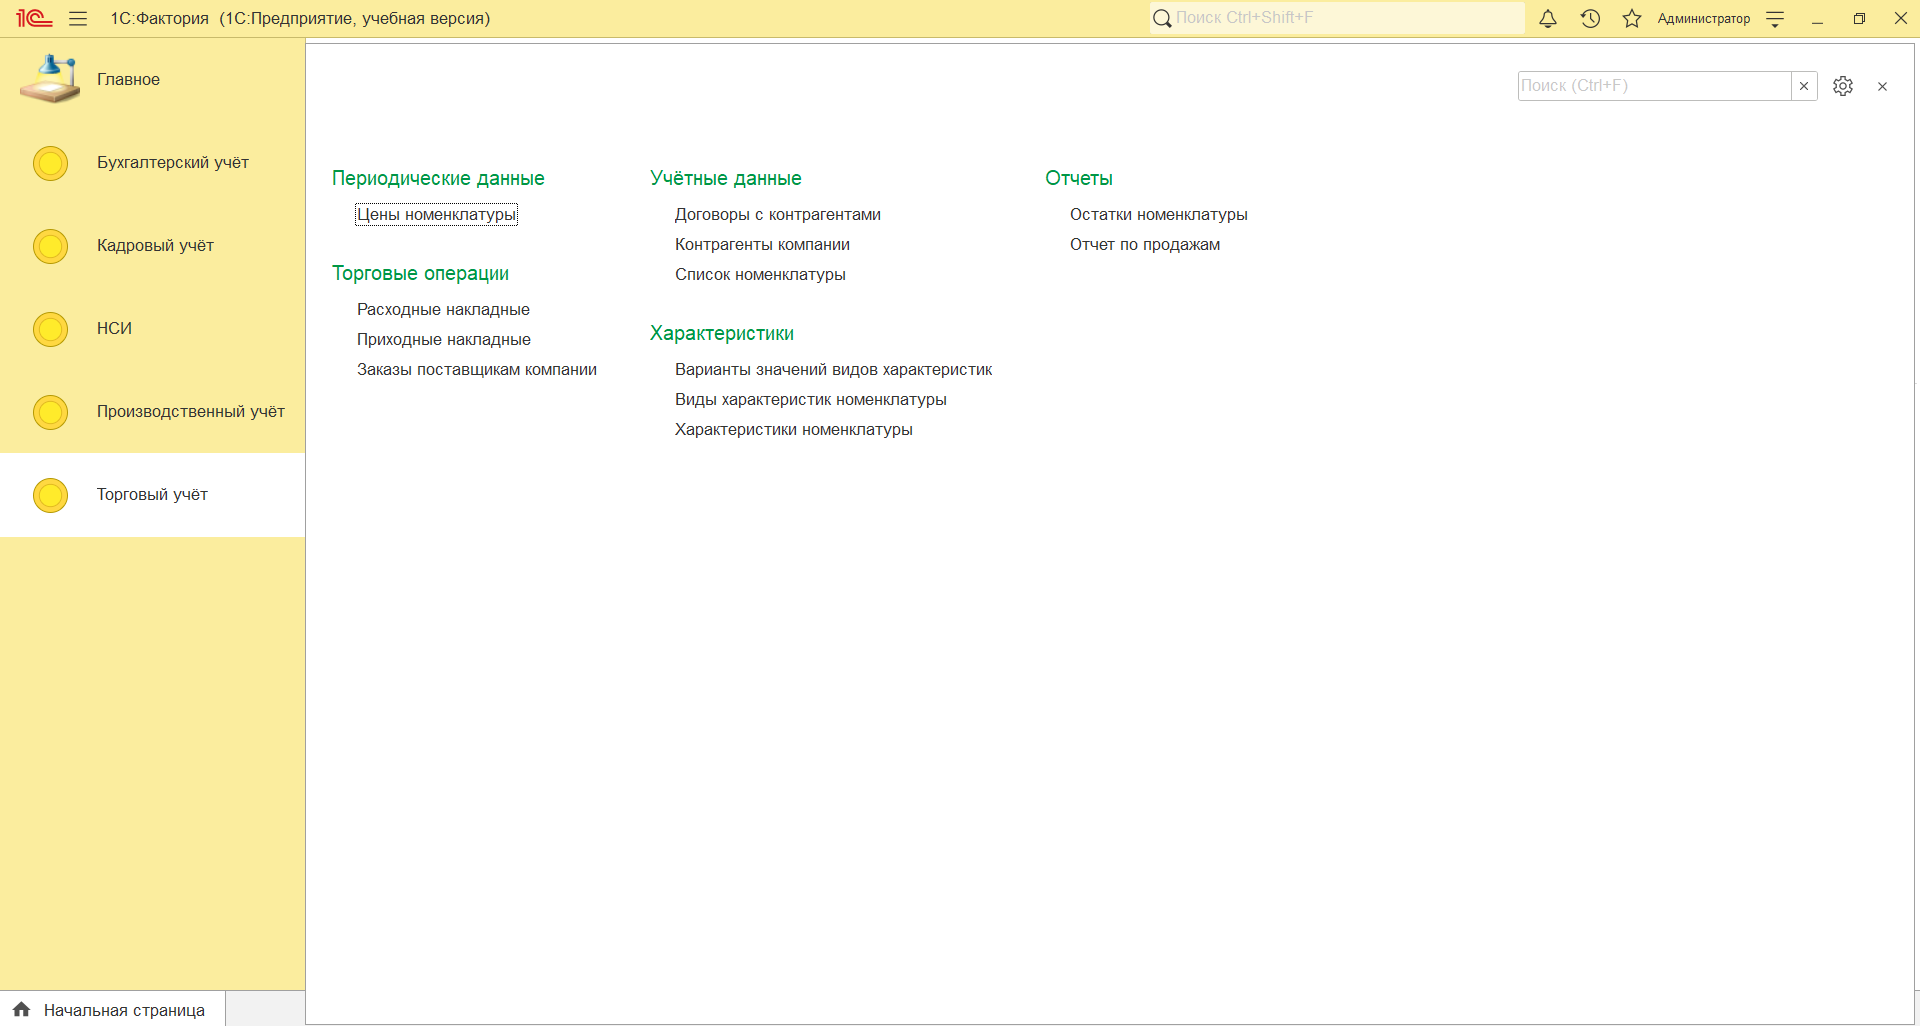 1С:Фактория (1С:Предприятие, учебная версия)
Поиск Ctrl+Shift+F
Администратор
Главное
Бухгалтерский учёт
Кадровый учёт
НСИ
Производственный учёт
Торговый учёт
Поиск (Ctrl+F)
Периодические данные
Цены номенклатуры
Торговые операции
Расходные накладные
Приходные накладные
Заказы поставщикам компании
Учётные данные
Договоры с контрагентами
Контрагенты компании
Список номенклатуры
Характеристики
Варианты значений видов характеристик
Виды характеристик номенклатуры
Характеристики номенклатуры
Отчеты
Остатки номенклатуры
Отчет по продажам
Начальная страница